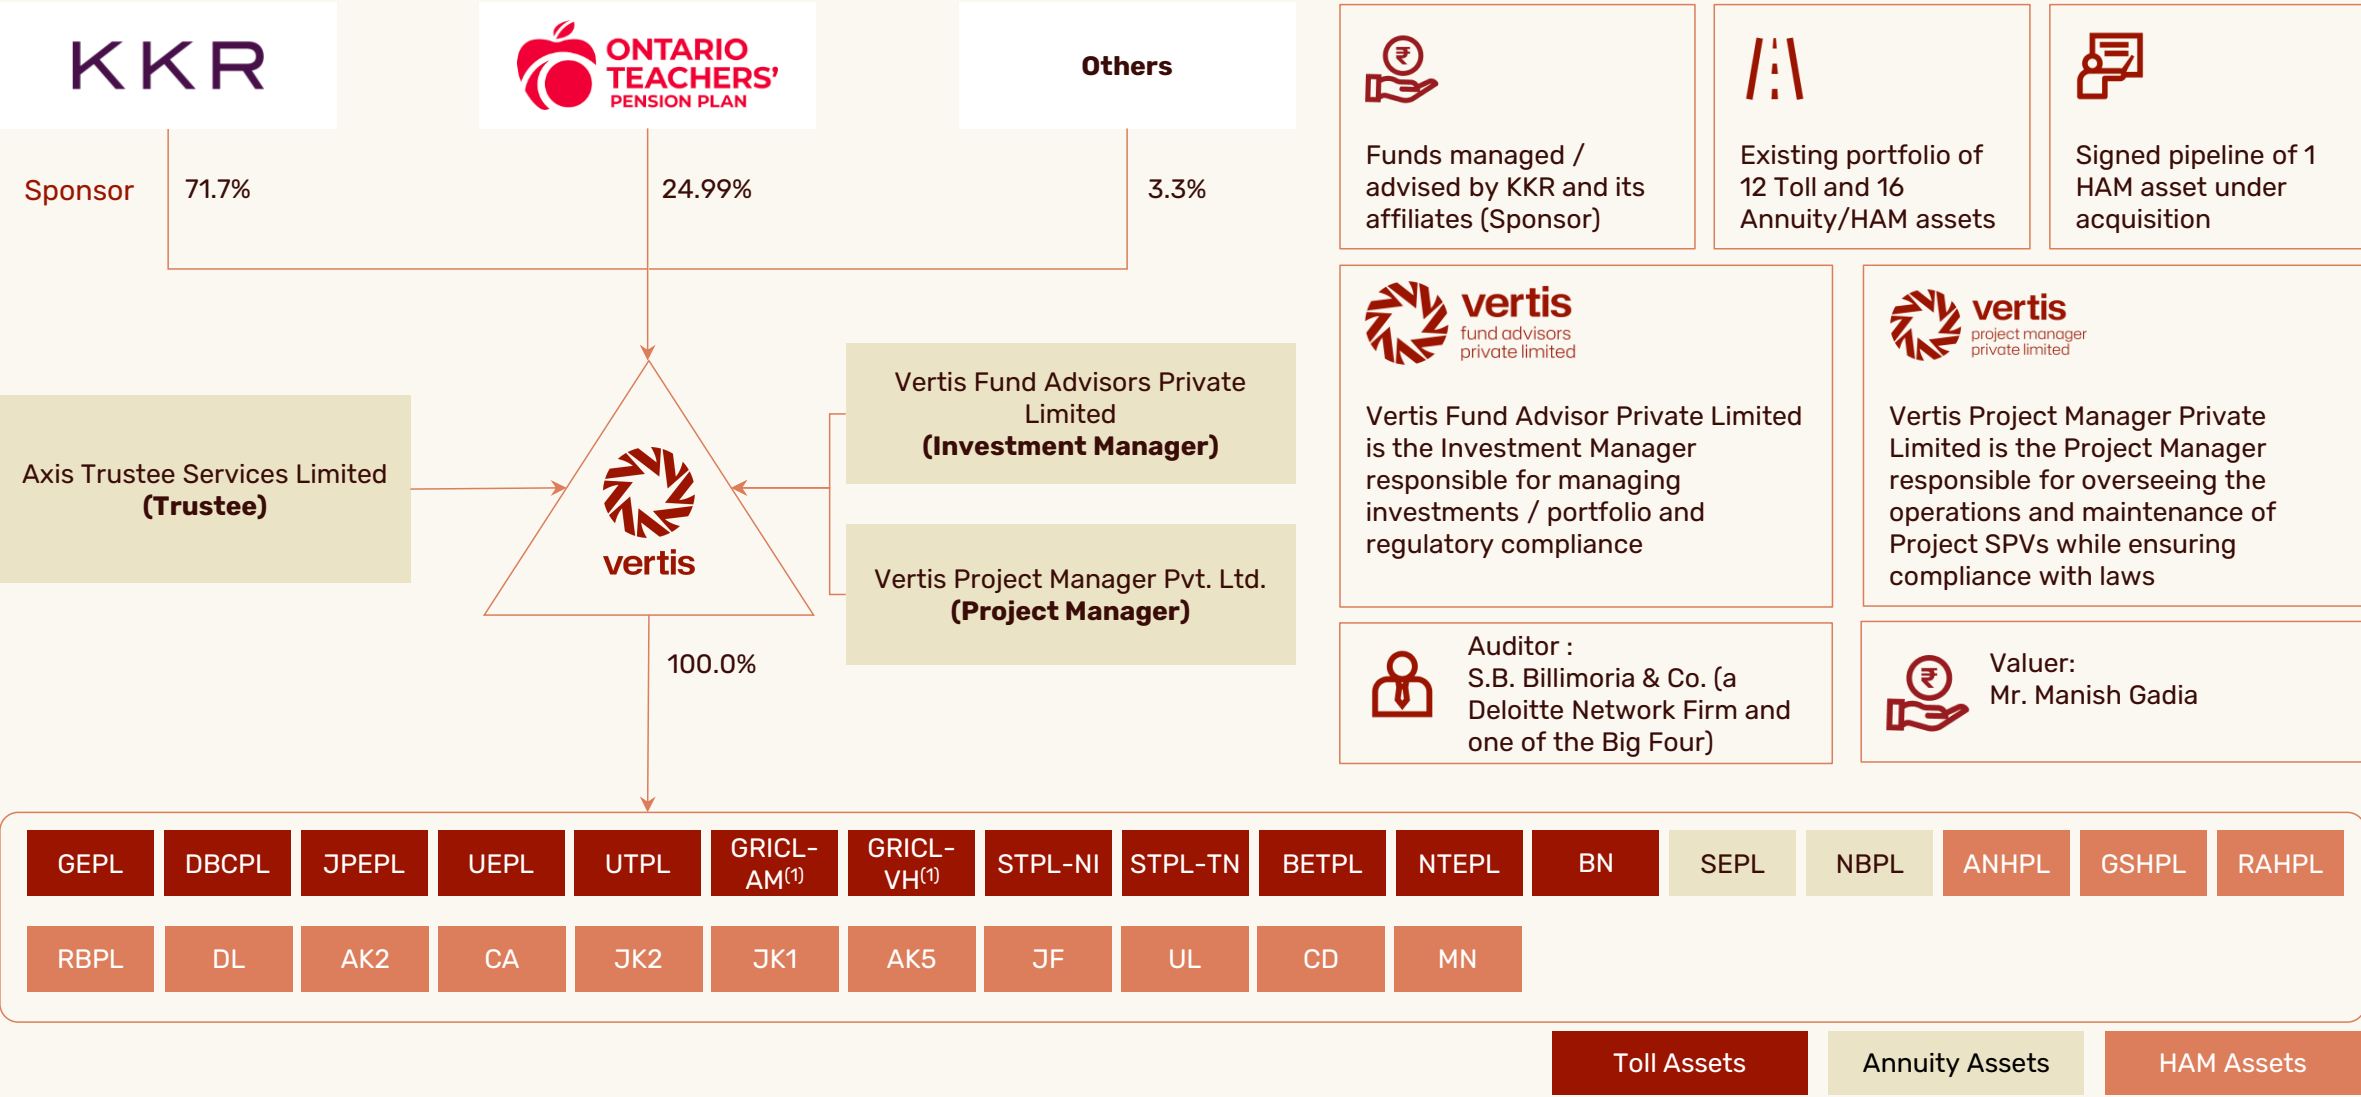 KKR
ONTARIO
TEACHERS'
PENSION PLAN
Others
Sponsor
71.7%
24.99%
3.3%
Axis Trustee Services Limited
(Trustee)
vertis
Vertis Fund Advisors Private
Limited
(Investment Manager)
Vertis Project Manager Pvt. Ltd.
(Project Manager)
100.0%
₹
Funds managed /
advised by KKR and its
affiliates (Sponsor)
Existing portfolio of
12 Toll and 16
Annuity/HAM assets
Signed pipeline of 1
HAM asset under
acquisition
vertis
fund advisors
private limited
Vertis Fund Advisor Private Limited
is the Investment Manager
responsible for managing
investments / portfolio and
regulatory compliance
vertis
project manager
private limited
Vertis Project Manager Private
Limited is the Project Manager
responsible for overseeing the
operations and maintenance of
Project SPVs while ensuring
compliance with laws
Auditor :
S.B. Billimoria & Co. (a
Deloitte Network Firm and
one of the Big Four)
₹
Valuer:
Mr. Manish Gadia
GEPL
DBCPL
JPEPL
UEPL
UTPL
GRICL-
AM(1)
GRICL-
VH(1)
STPL-NI
STPL-TN
BETPL
NTEPL
BN
SEPL
NBPL
ANHPL
GSHPL
RAHPL
RBPL
DL
AK2
CA
JK2
JK1
AK5
JF
UL
CD
MN
Toll Assets
Annuity Assets
HAM Assets